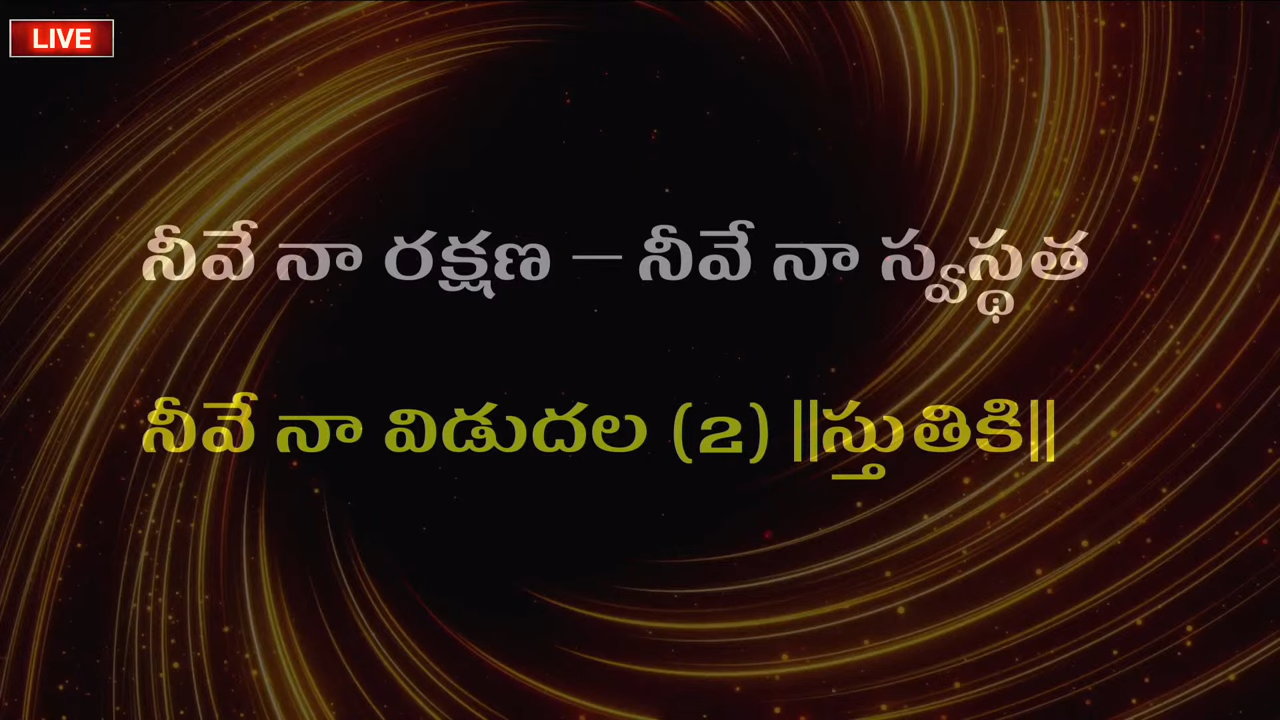 LIVE
నీవే నా రక్షణ – నీవే నా స్వస్థత
నీవే నా విడుదల (2) ||స్తుతికి||